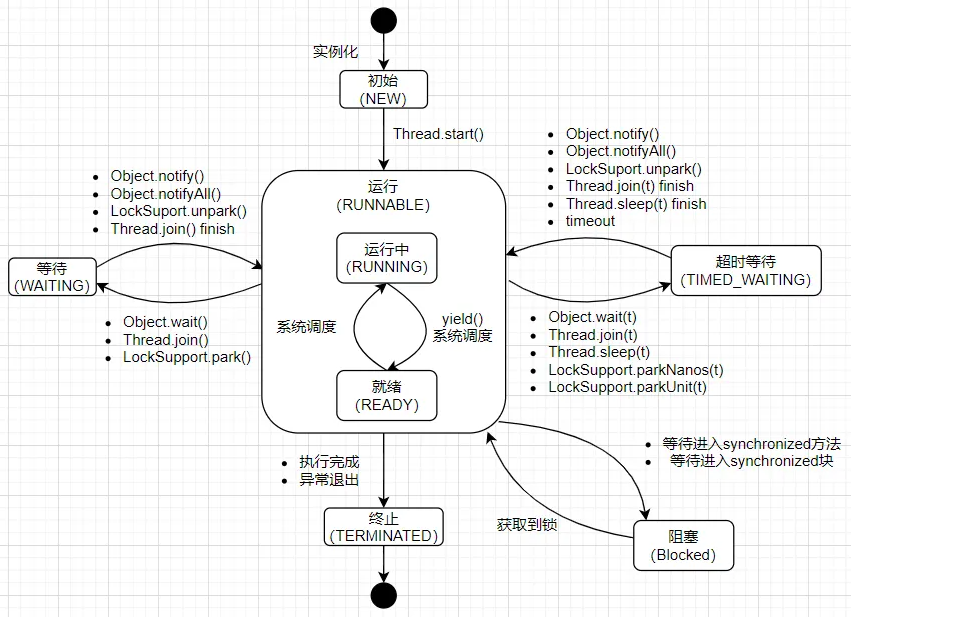 实例化
初始
(NEW)
Thread.start()
Object.notify()
Object.notifyAll()
LockSuport.unpark()
Thread.join() finish
等待
(WAITING)
Object.wait()
Thread.join()
LockSupport.park()
运行
(RUNNABLE)
运行中
(RUNNING)
系统调度
yield()
系统调度
就绪
(READY)
Object.notify()
Object.notifyAll()
LockSuport.unpark()
Thread.join(t) finish
Thread.sleep(t) finish
timeout
超时等待
(TIMED_WAITING)
Object.wait(t)
Thread.join(t)
Thread.sleep(t)
LockSupport.parkNanos(t)
LockSupport.parkUnit(t)
等待进入synchronized方法
等待进入synchronized块
获取到锁
阻塞
(Blocked)
执行完成
异常退出
终止
(TERMINATED)